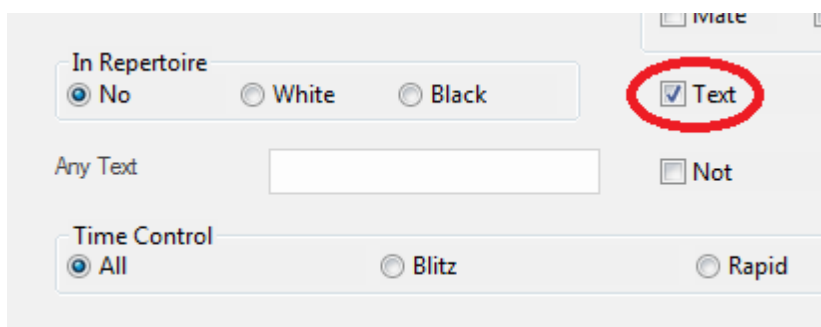 Mate
In Repertoire
No White Black Text
Any Text Not
Time Control
All Blitz Rapid